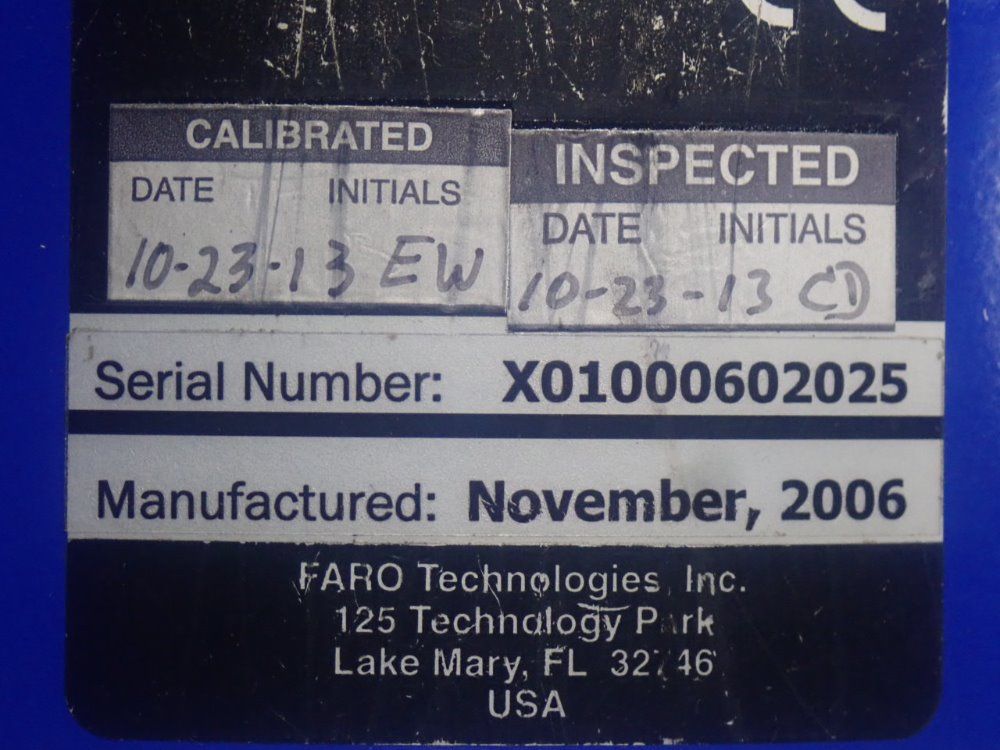 CALIBRATED
DATE INITIALS
10-23-13 EW
INSPECTED
DATE INITIALS
10-23-13 CD
Serial Number: X01000602025
Manufactured: November, 2006
FARO Technologies, Inc.
125 Technology Park
Lake Mary, FL
USA